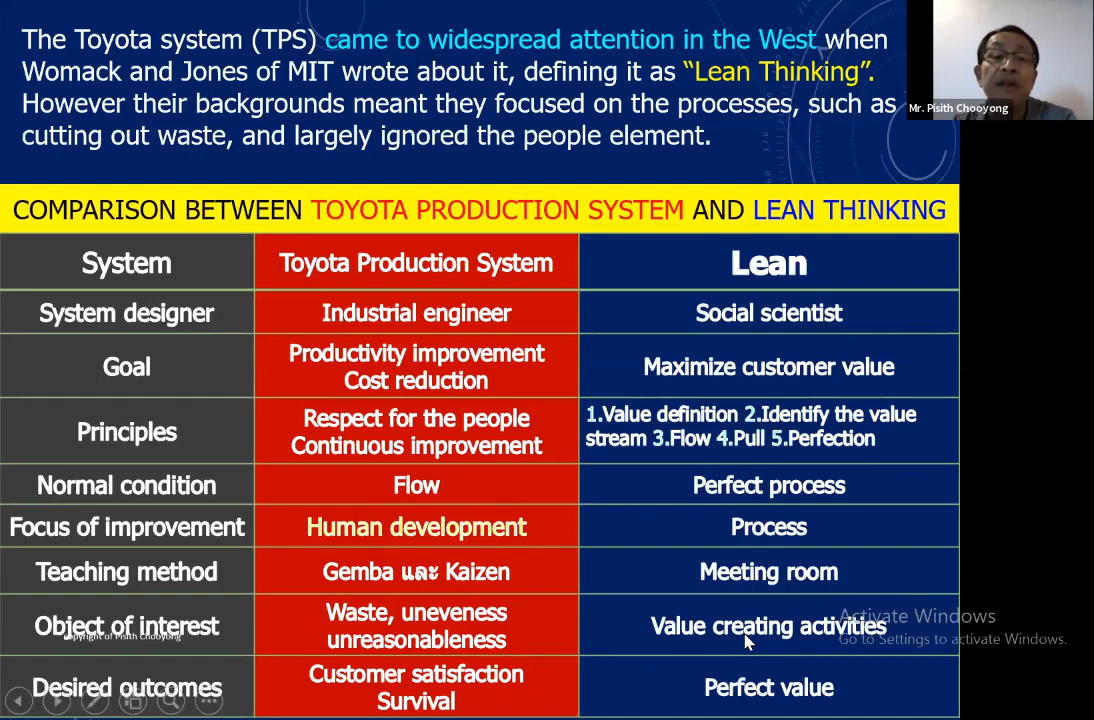 The Toyota system (TPS) came to widespread attention in the West when
Womack and Jones of MIT wrote about it, defining it as “Lean Thinking”.
However their backgrounds meant they focused on the processes, such as
cutting out waste, and largely ignored the people element.
Mr. Pisith Chooyong
COMPARISON BETWEEN TOYOTA PRODUCTION SYSTEM AND LEAN THINKING
System
Toyota Production System
Lean
System designer
Industrial engineer
Social scientist
Goal
Productivity improvement
Cost reduction
Maximize customer value
Principles
Respect for the people
Continuous improvement
1.Value definition 2.Identify the value
stream 3.Flow 4.Pull 5.Perfection
Normal condition
Flow
Perfect process
Focus of improvement
Human development
Process
Teaching method
Gemba และ Kaizen
Meeting room
Object of interest
Copyright of Pisith Chooyong
Waste, uneveness
unreasonableness
Value creating activities
Activate Windows
Go to Settings to activate Windows.
Desired outcomes
Customer satisfaction
Survival
Perfect value